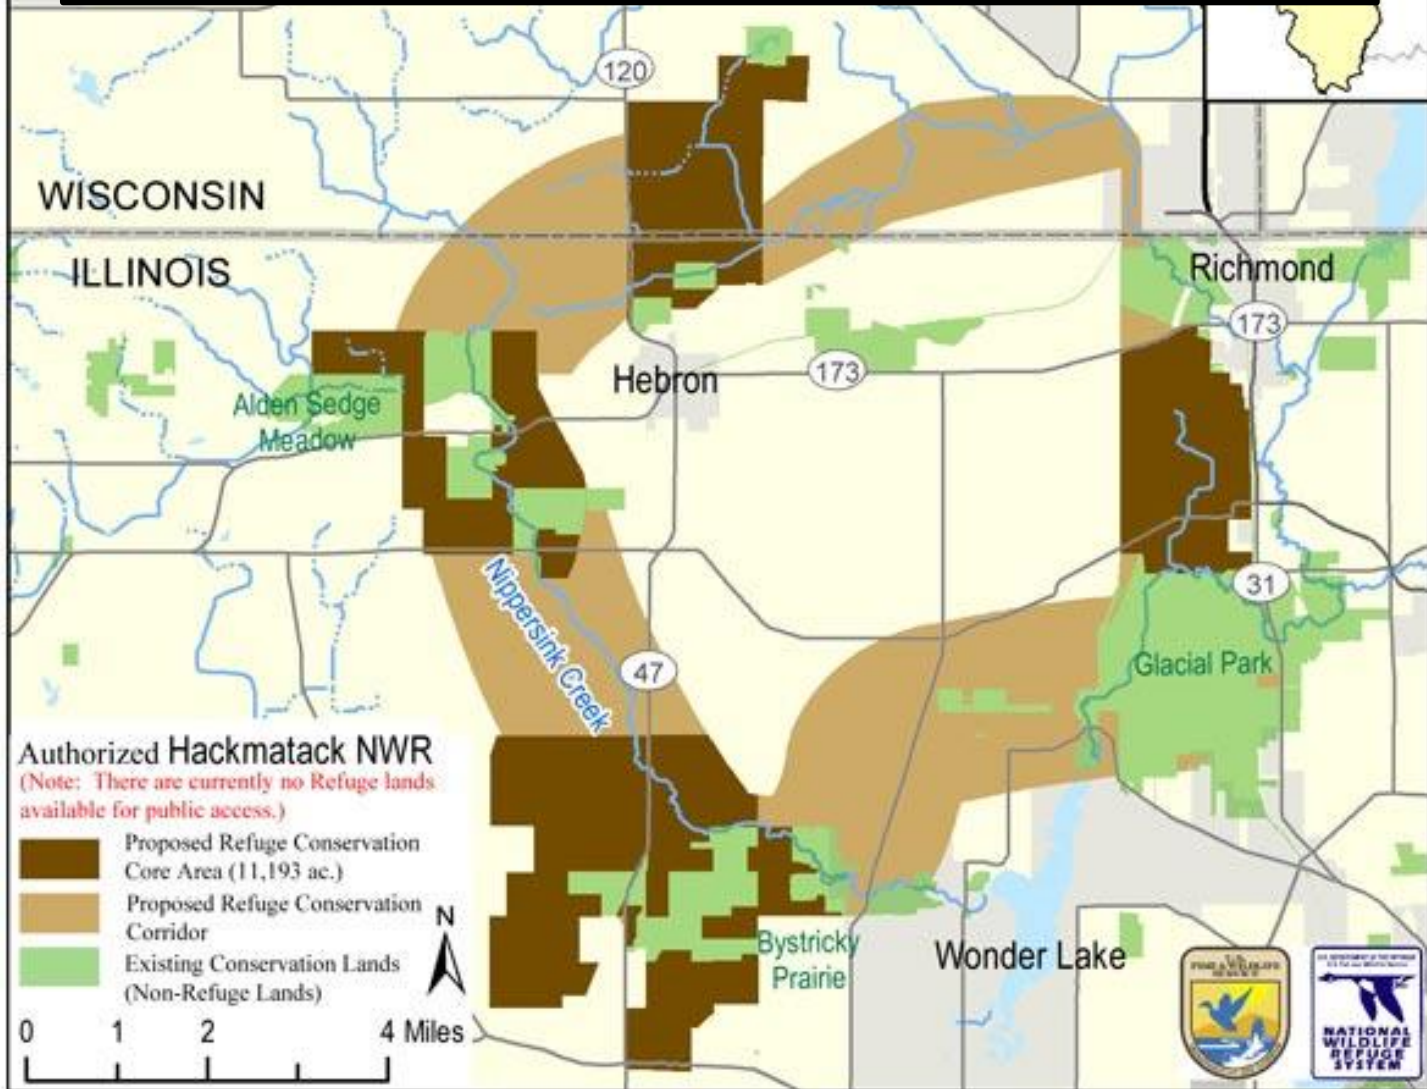 120
WISCONSIN
ILLINOIS
Richmond
173
Hebron
173
Alden Sedge
Meadow
Nippersink Creek
31
47
Glacial Park
Authorized Hackmatack NWR
(Note: There are currently no Refuge lands
available for public access.)
Proposed Refuge Conservation
Core Area (11,193 ac.)
Proposed Refuge Conservation
Corridor
Existing Conservation Lands
(Non-Refuge Lands)
N
0 1 2 4 Miles
Bystricky
Prairie
Wonder Lake
U.S.
FISH & WILDLIFE
SERVICE
NATIONAL
WILDLIFE
REFUGE
SYSTEM